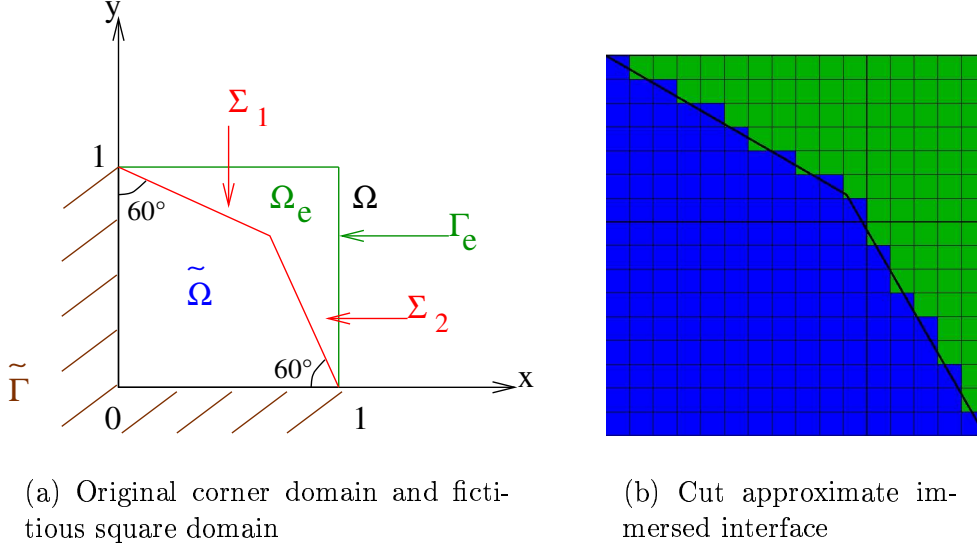 y
Σ 1
1
60°
Ω e
Ω
Γ e
Ω̃
Σ 2
60°
x
Γ̃
0
1
(a) Original corner domain and ficti-
tious square domain
(b) Cut approximate im-
mersed interface